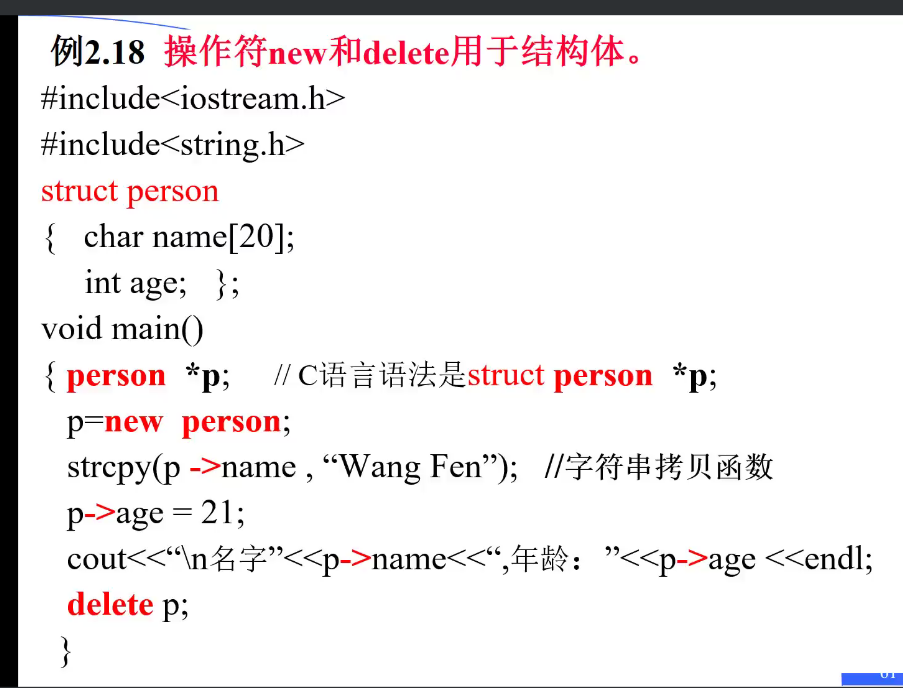 例2.18 操作符new和delete用于结构体。
#include<iostream.h>
#include<string.h>
struct person
{ char name[20];
int age; };
void main()
{ person *p; // C语言语法是struct person *p;
p=new person;
strcpy(p ->name , “Wang Fen”); //字符串拷贝函数
p->age = 21;
cout<<“\n名字”<<p->name<<“,年龄：”<<p->age <<endl;
delete p;
}